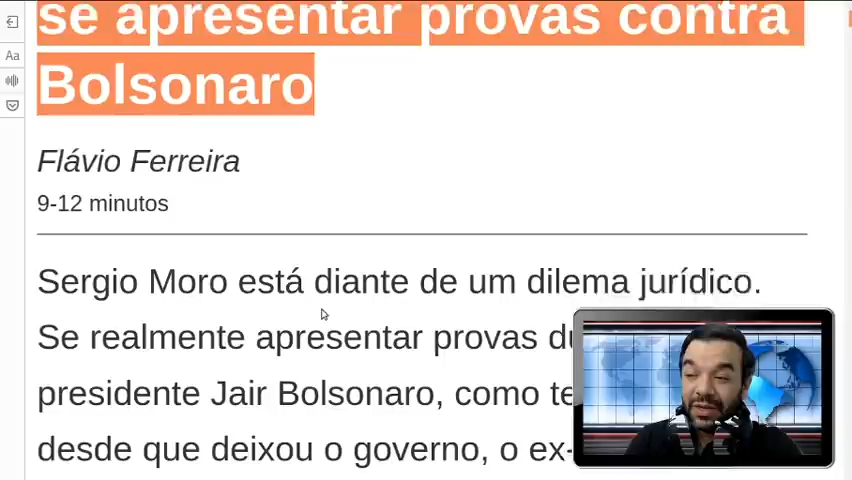 se apresentar provas contra
Bolsonaro
Flávio Ferreira
9-12 minutos
Aa
Sergio Moro está diante de um dilema jurídico.
Se realmente apresentar provas
presidente Jair Bolsonaro, como
desde que deixou o governo, o ex-